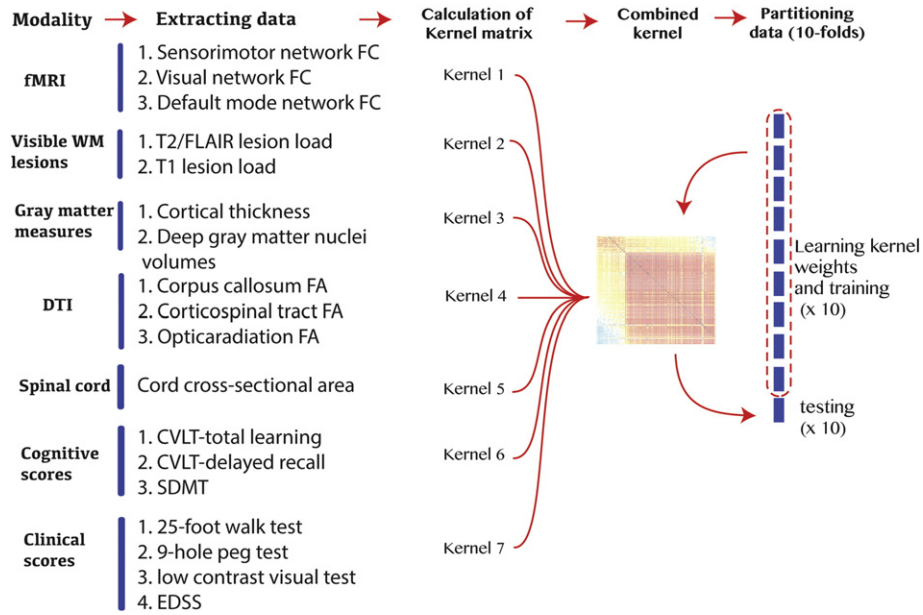 Modality
Extracting data
Calculation of
Kernel matrix
Combined
kernel
Partitioning
data (10-folds)
fMRI
1. Sensorimotor network FC
2. Visual network FC
3. Default mode network FC
Kernel 1
Visible WM
lesions
1. T2/FLAIR lesion load
2. T1 lesion load
Kernel 2
Gray matter
measures
1. Cortical thickness
2. Deep gray matter nuclei
volumes
Kernel 3
DTI
1. Corpus callosum FA
2. Corticospinal tract FA
3. Opticaradiation FA
Kernel 4
Learning kernel
weights
and training
(x 10)
Spinal cord
Cord cross-sectional area
Kernel 5
testing
(x 10)
Cognitive
scores
1. CVLT-total learning
2. CVLT-delayed recall
3. SDMT
Kernel 6
Clinical
scores
1. 25-foot walk test
2. 9-hole peg test
3. low contrast visual test
4. EDSS
Kernel 7